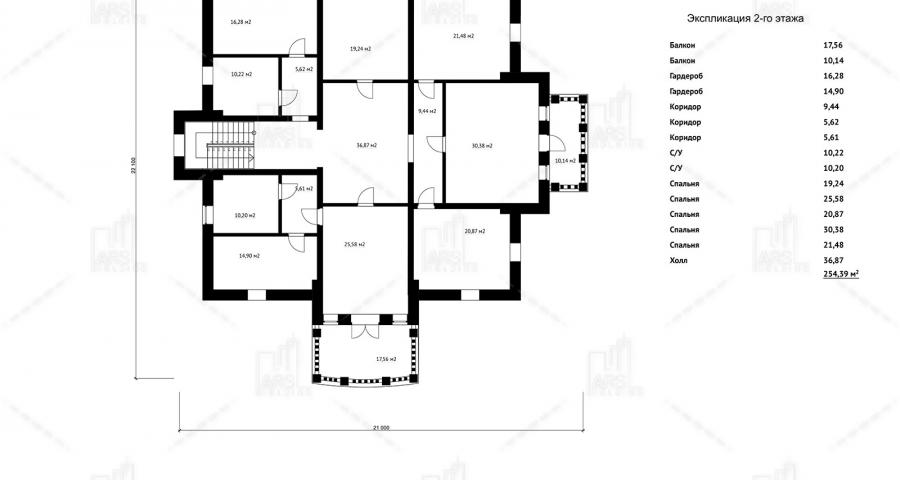 Экспликация 2-го этажа
Балкон 17,56
Балкон 10,14
Гардероб 16,28
Гардероб 14,90
Коридор 9,44
Коридор 5,62
Коридор 5,61
С/У 10,22
С/У 10,20
Спальня 19,24
Спальня 25,58
Спальня 20,87
Спальня 30,38
Спальня 21,48
Холл 36,87
254,39 м²
16,28 м2
19,24 м2
21,48 м2
10,22 м2
5,62 м2
9,44 м2
36,87 м2
30,38 м2
10,14 м2
22 100
5,61 м2
10,20 м2
14,90 м2
25,58 м2
20,87 м2
17,56 м2
21 000